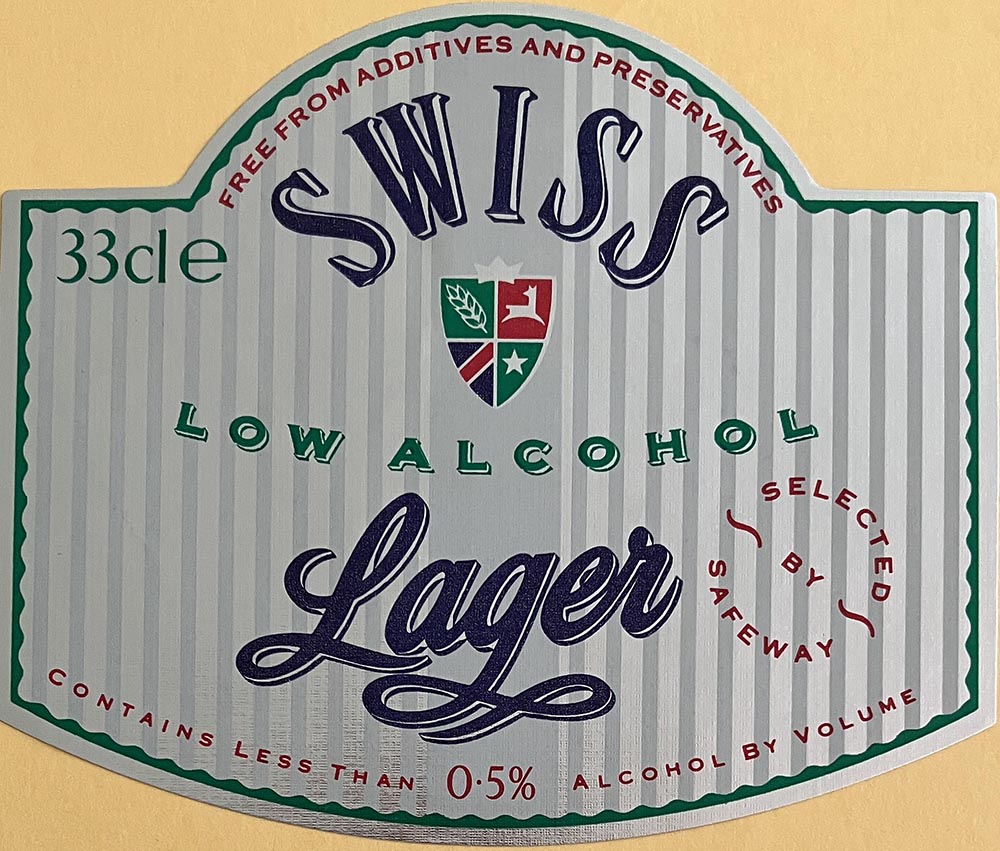 FREE FROM ADDITIVES AND PRESERVATIVES
SWISS
33cl e
LOW ALCOHOL
Lager
SELECTED
BY
SAFEWAY
CONTAINS LESS THAN 0·5% ALCOHOL BY VOLUME